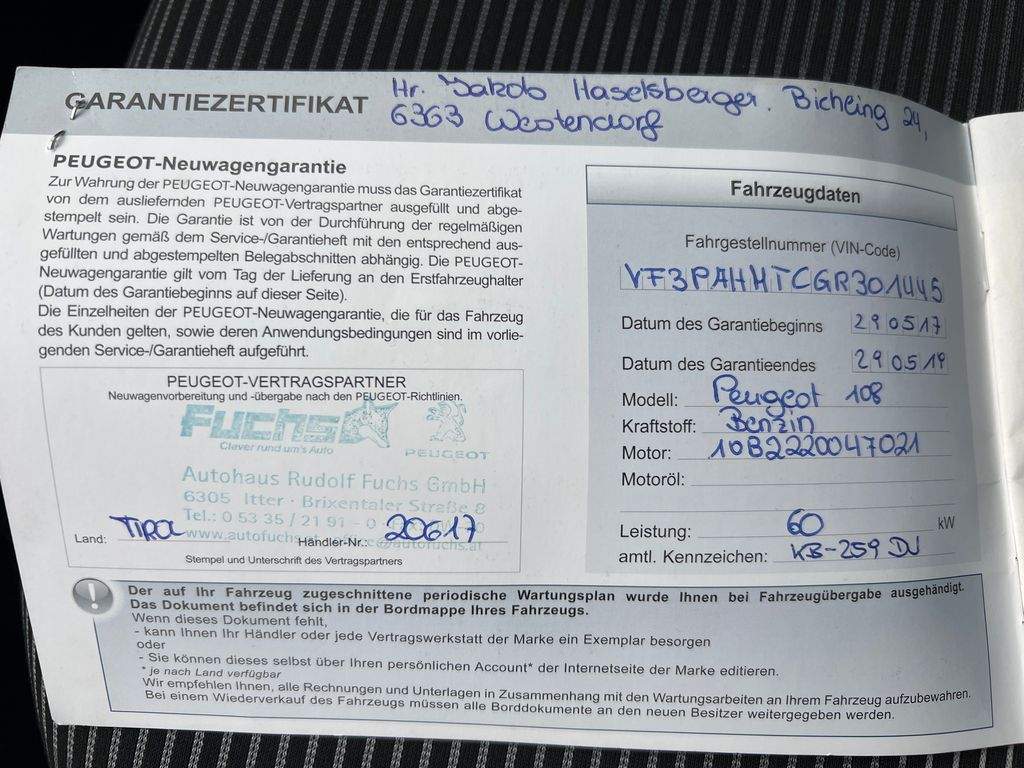 GARANTIEZERTIFIKAT
Hr. Jakob Haselsberger. Bicheing 24,
6363 Westendorf
PEUGEOT-Neuwagengarantie
Zur Wahrung der PEUGEOT-Neuwagengarantie muss das Garantiezertifikat
von dem ausliefernden PEUGEOT-Vertragspartner ausgefüllt und abge-
stempelt sein. Die Garantie ist von der Durchführung der regelmäßigen
Wartungen gemäß dem Service-/Garantieheft mit den entsprechend aus-
gefüllten und abgestempelten Belegabschnitten abhängig. Die PEUGEOT-
Neuwagengarantie gilt vom Tag der Lieferung an den Erstfahrzeughalter
(Datum des Garantiebeginns auf dieser Seite).
Die Einzelheiten der PEUGEOT-Neuwagengarantie, die für das Fahrzeug
des Kunden gelten, sowie deren Anwendungsbedingungen sind im vorlie-
genden Service-/Garantieheft aufgeführt.
PEUGEOT-VERTRAGSPARTNER
Neuwagenvorbereitung und -übergabe nach den PEUGEOT-Richtlinien.
Fuchs
Clever rund um's Auto
PEUGEOT
Autohaus Rudolf Fuchs GmbH
6305 Itter · Brixentaler Straße 8
Tel.: 0 53 35 / 21 91 - 0
Land: TIROL Händler-Nr.: 20617
www.autofuchs.at
Stempel und Unterschrift des Vertragspartners
Fahrzeugdaten
Fahrgestellnummer (VIN-Code)
VF3PAHMTCGR301445
Datum des Garantiebeginns 290517
Datum des Garantieendes 290519
Modell: Peugeot 108
Kraftstoff: Benzin
Motor: 10B2220047021
Motoröl:
Leistung: 60 kW
amtl. Kennzeichen: KB-259 DJ
!
Der auf Ihr Fahrzeug zugeschnittene periodische Wartungsplan wurde Ihnen bei Fahrzeugübergabe ausgehändigt.
Das Dokument befindet sich in der Bordmappe Ihres Fahrzeugs.
Wenn dieses Dokument fehlt,
- kann Ihnen Ihr Händler oder jede Vertragswerkstatt der Marke ein Exemplar besorgen
oder
- Sie können dieses selbst über Ihren persönlichen Account* der Internetseite der Marke editieren.
* je nach Land verfügbar
Wir empfehlen Ihnen, alle Rechnungen und Unterlagen in Zusammenhang mit den Wartungsarbeiten an Ihrem Fahrzeug aufzubewahren.
Bei einem Wiederverkauf des Fahrzeugs müssen alle Borddokumente an den neuen Besitzer weitergegeben werden.